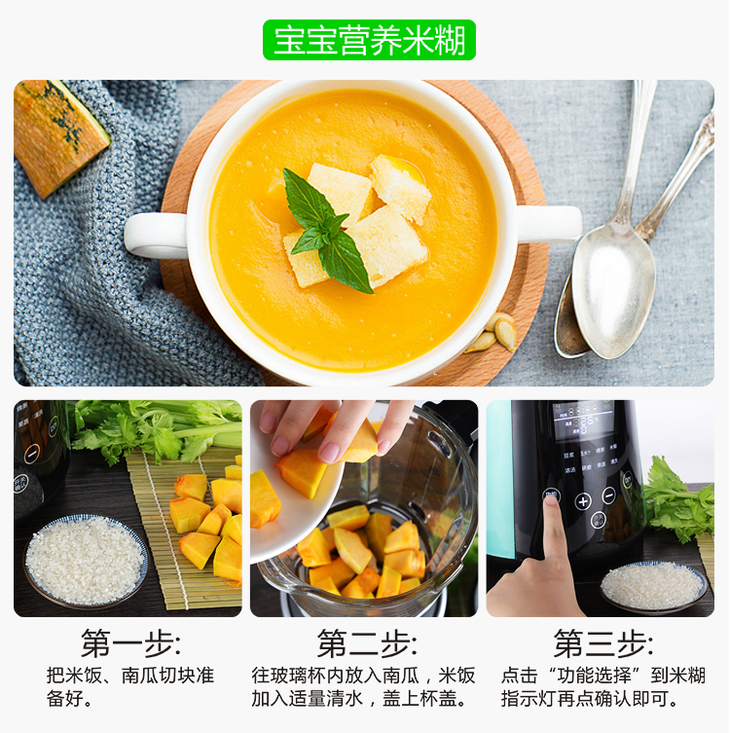 宝宝营养米糊
第一步:
把米饭、南瓜切块准
备好。
第二步:
往玻璃杯内放入南瓜，米饭
加入适量清水，盖上杯盖。
第三步:
点击“功能选择”到米糊
指示灯再点确认即可。